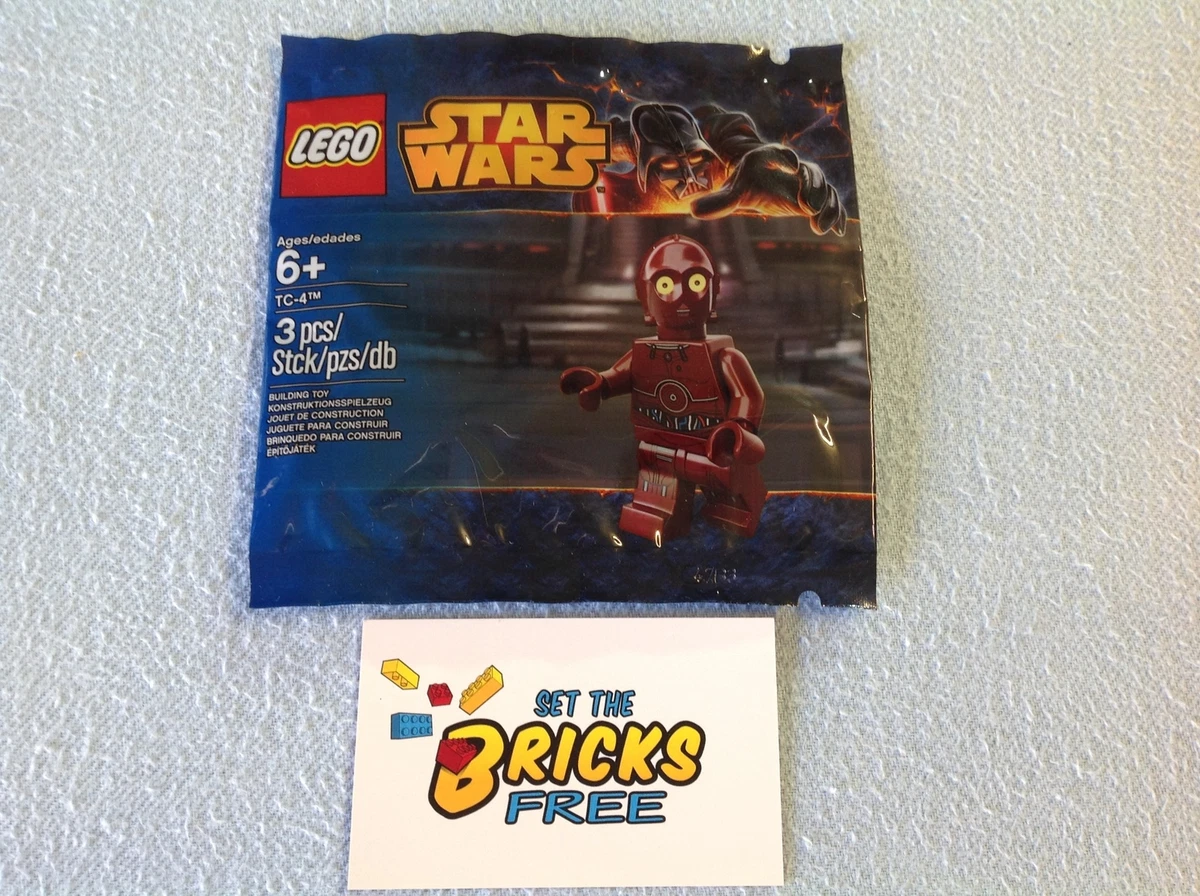 LEGO
STAR
WARS
Ages/edades
6+
TC-4™
3 pcs/
Stck/pzs/db
BUILDING TOY
KONSTRUKTIONSSPIELZEUG
JOUET DE CONSTRUCTION
JUGUETE PARA CONSTRUIR
BRINQUEDO PARA CONSTRUIR
ÉPÍTŐJÁTÉK
SET THE
BRICKS
FREE